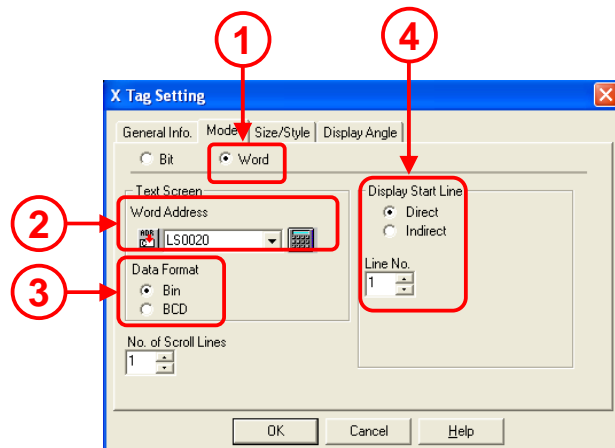 1
4
X Tag Setting
General Info. Mode Size/Style Display Angle
Bit Word
Text Screen
Display Start Line
2
Word Address
Direct
LS0020
Indirect
3
Data Format
Line No.
Bin
1
BCD
No. of Scroll Lines
1
OK Cancel Help